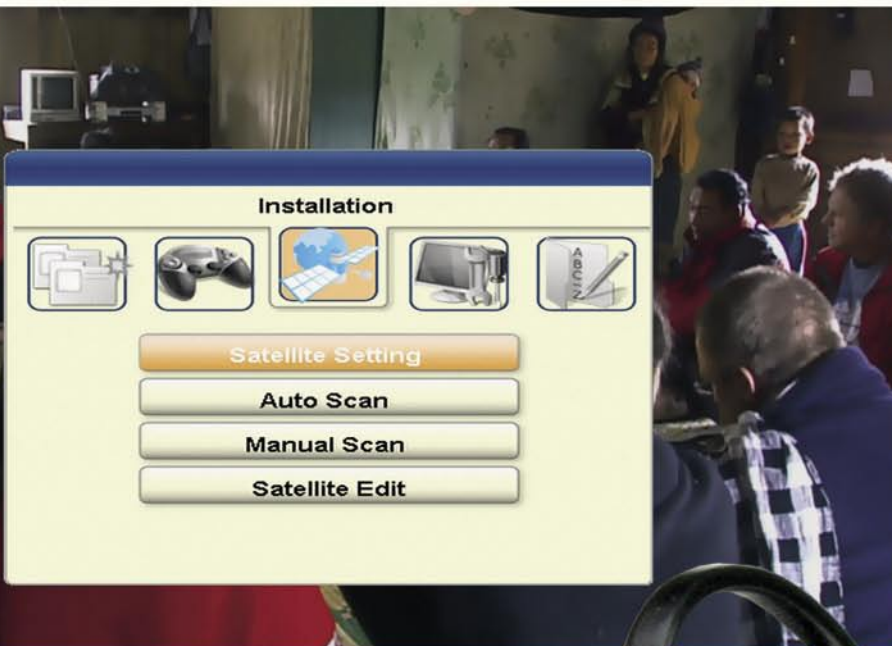 Installation
A
B
C
Z
Satellite Setting
Auto Scan
Manual Scan
Satellite Edit